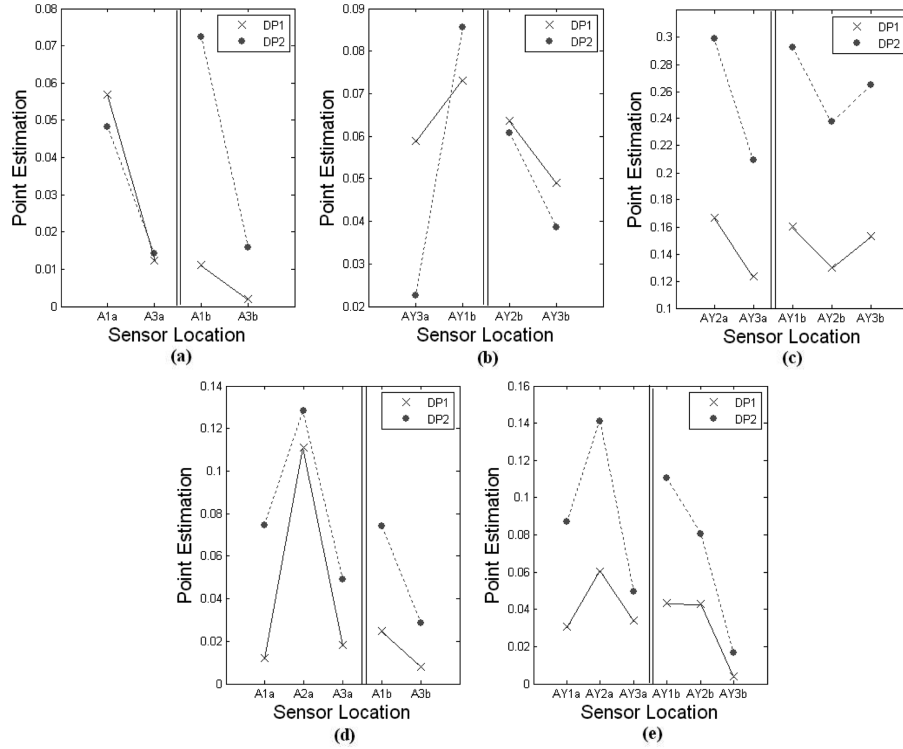 DP1
DP2
0.08
0.07
0.06
0.05
0.04
0.03
0.02
0.01
0
Point Estimation
A1a A3a A1b A3b
Sensor Location
(a)
DP1
DP2
0.09
0.08
0.07
0.06
0.05
0.04
0.03
0.02
Point Estimation
AY3a AY1b AY2b AY3b
Sensor Location
(b)
DP1
DP2
0.3
0.28
0.26
0.24
0.22
0.2
0.18
0.16
0.14
0.12
0.1
Point Estimation
AY2a AY3a AY1b AY2b AY3b
Sensor Location
(c)
DP1
DP2
0.14
0.12
0.1
0.08
0.06
0.04
0.02
0
Point Estimation
A1a A2a A3a A1b A3b
Sensor Location
(d)
DP1
DP2
0.16
0.14
0.12
0.1
0.08
0.06
0.04
0.02
0
Point Estimation
AY1a AY2a AY3a AY1b AY2b AY3b
Sensor Location
(e)